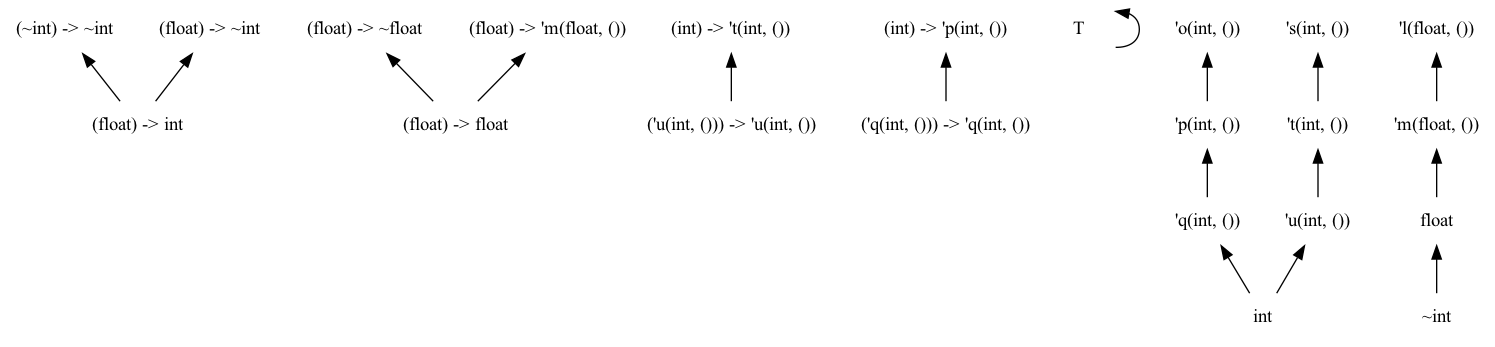 (~int) -> ~int
(float) -> ~int
(float) -> ~float
(float) -> 'm(float, ())
(int) -> 't(int, ())
(int) -> 'p(int, ())
T
'o(int, ())
's(int, ())
'l(float, ())
(float) -> int
(float) -> float
('u(int, ())) -> 'u(int, ())
('q(int, ())) -> 'q(int, ())
'p(int, ())
't(int, ())
'm(float, ())
'q(int, ())
'u(int, ())
float
int
~int